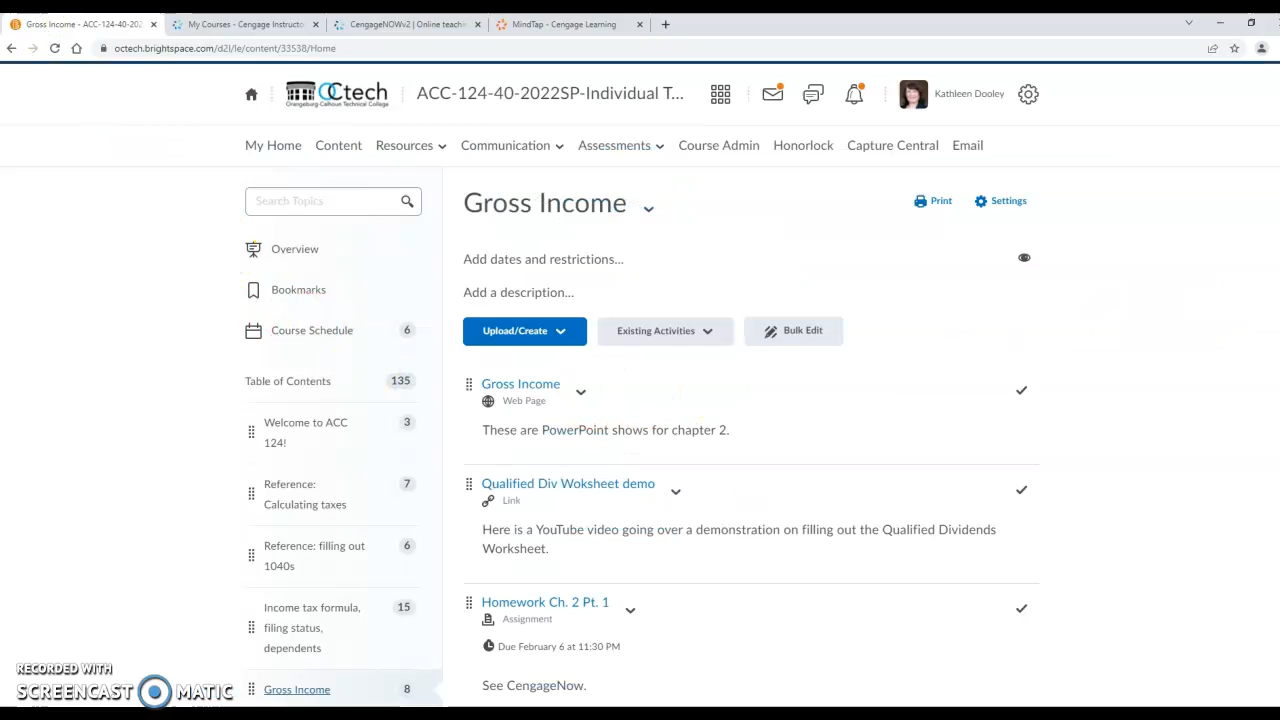 Gross Income - ACC-124-40-202
My Courses - Cengage Instructo
CengageNOWv2 | Online teachin
MindTap - Cengage Learning
octech.brightspace.com/d2l/le/content/33538/Home
OCtech
Orangeburg-Calhoun Technical College
ACC-124-40-2022SP-Individual T...
Kathleen Dooley
My Home Content Resources Communication Assessments Course Admin Honorlock Capture Central Email
Search Topics
Overview
Bookmarks
Course Schedule 6
Table of Contents 135
Welcome to ACC 3
124!
Reference: 7
Calculating taxes
Reference: filling out 6
1040s
Income tax formula, 15
filing status,
dependents
Gross Income 8
Gross Income
Print Settings
Add dates and restrictions...
Add a description...
Upload/Create Existing Activities Bulk Edit
Gross Income
Web Page
These are PowerPoint shows for chapter 2.
Qualified Div Woksheet demo
Link
Here is a YouTube video going over a demonstration on filling out the Qualified Dividends
Worksheet.
Homework Ch. 2 Pt. 1
Assignment
Due February 6 at 11:30 PM
See CengageNow.
RECORDED WITH
SCREENCAST MATIC